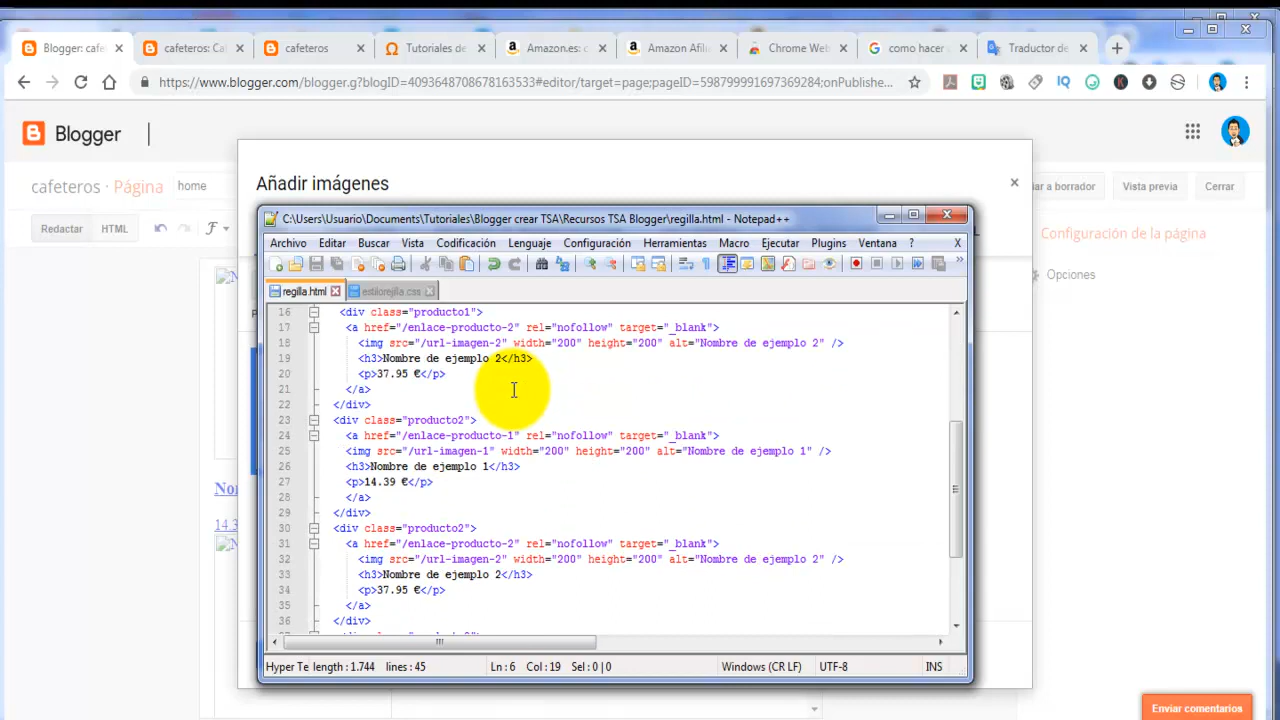 Blogger: cafe
cafeteros: Ca
cafeteros
Tutoriales de
Amazon.es: c
Amazon Afilia
Chrome Web
como hacer
Traductor de
https://www.blogger.com/blogger.g?blogID=4093648708678163533#editor/target=page;pageID=598799991697369284;onPublishe...
Blogger
Añadir imágenes
cafeteros · Página
home
ar a borrador
Vista previa
Cerrar
Redactar
HTML
Configuración de la página
Opciones
C:\Users\Usuario\Documents\Tutoriales\Blogger crear TSA\Recursos TSA Blogger\regilla.html - Notepad++
Archivo Editar Buscar Vista Codificación Lenguaje Configuración Herramientas Macro Ejecutar Plugins Ventana ? X
regilla.html
estilorejilla.css
16 <div class="producto1">
17 <a href="/enlace-producto-2" rel="nofollow" target="_blank">
18 <img src="/url-imagen-2" width="200" height="200" alt="Nombre de ejemplo 2" />
19 <h3>Nombre de ejemplo 2</h3>
20 <p>37.95 €</p>
21 </a>
22 </div>
23 <div class="producto2">
24 <a href="/enlace-producto-1" rel="nofollow" target="_blank">
25 <img src="/url-imagen-1" width="200" height="200" alt="Nombre de ejemplo 1" />
26 <h3>Nombre de ejemplo 1</h3>
27 <p>14.39 €</p>
28 </a>
29 </div>
30 <div class="producto2">
31 <a href="/enlace-producto-2" rel="nofollow" target="_blank">
32 <img src="/url-imagen-2" width="200" height="200" alt="Nombre de ejemplo 2" />
33 <h3>Nombre de ejemplo 2</h3>
34 <p>37.95 €</p>
35 </a>
36 </div>
Nor
14.3
Hyper Te length : 1.744 lines : 45 Ln : 6 Col : 19 Sel : 0 | 0 Windows (CR LF) UTF-8 INS
Enviar comentarios